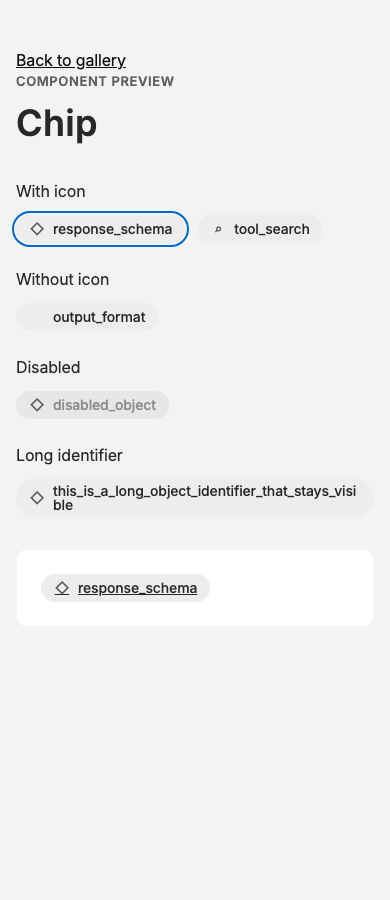 Back to gallery
COMPONENT PREVIEW
Chip
With icon
response_schema
tool_search
Without icon
output_format
Disabled
disabled_object
Long identifier
this_is_a_long_object_identifier_that_stays_visi
ble
response_schema